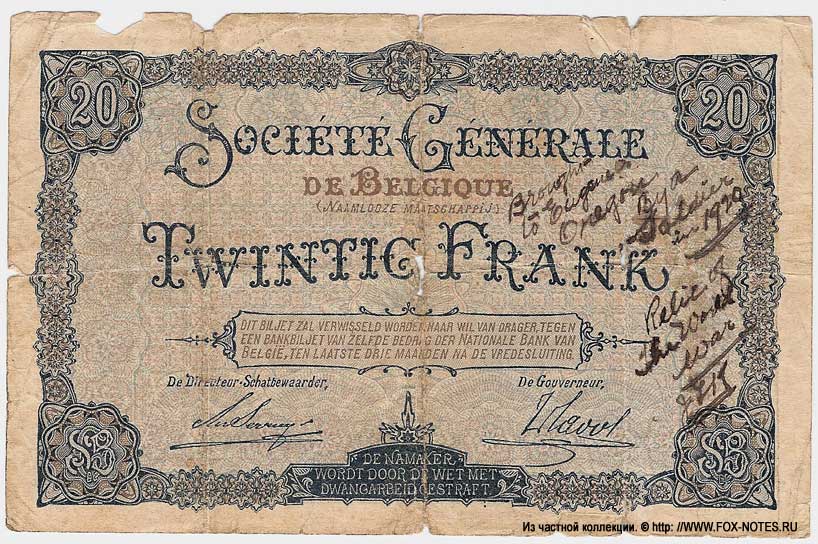 20
20
SOCIÉTÉ GÉNÉRALE
DE BELGIQUE
(NAAMLOOZE MAATSCHAPPIJ)
TWINTIG FRANK
DIT BILJET ZAL VERWISSELD WORDEN, NAAR WIL VAN DRAGER, TEGEN
EEN BANKBILJET VAN ZELFDE BEDRAG DER NATIONALE BANK VAN
BELGIË, TEN LAATSTE DRIE MAANDEN NA DE VREDESLUITING.
De Directeur-Schatbewaarder,
De Gouverneur,
DE NAMAKER
WORDT DOOR DE WET MET
DWANGARBEID GESTRAFT.
Brought
to Eugene
Oregon
By a
Soldier
in 1920
Relic of
the World
War
Из частной коллекции. © http: //WWW.FOX-NOTES.RU